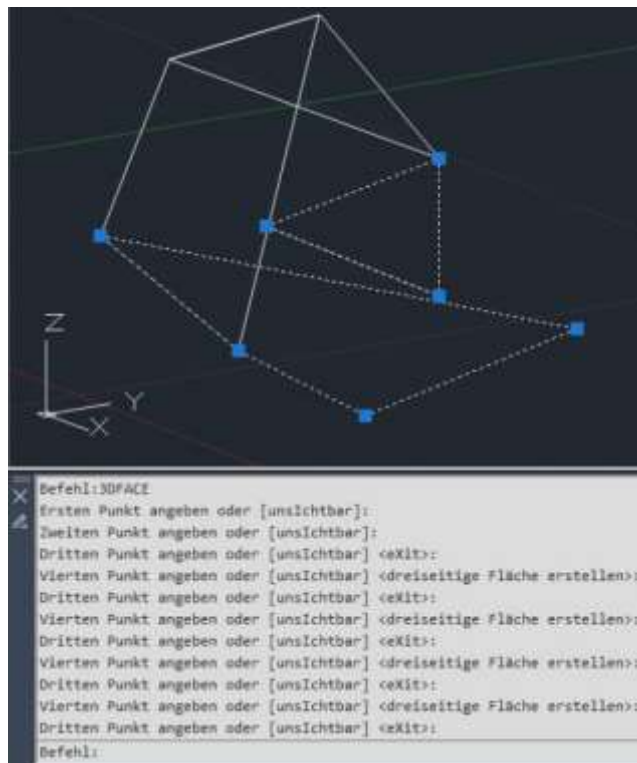 Z
Y
X
Befehl:3DFACE
Ersten Punkt angeben oder [unsIchtbar]:
Zweiten Punkt angeben oder [unsIchtbar]:
Dritten Punkt angeben oder [unsIchtbar] <eXit>:
Vierten Punkt angeben oder [unsIchtbar] <dreiseitige Fläche erstellen>:
Dritten Punkt angeben oder [unsIchtbar] <eXit>:
Vierten Punkt angeben oder [unsIchtbar] <dreiseitige Fläche erstellen>:
Dritten Punkt angeben oder [unsIchtbar] <eXit>:
Vierten Punkt angeben oder [unsIchtbar] <dreiseitige Fläche erstellen>:
Dritten Punkt angeben oder [unsIchtbar] <eXit>:
Vierten Punkt angeben oder [unsIchtbar] <dreiseitige Fläche erstellen>:
Dritten Punkt angeben oder [unsIchtbar] <eXit>:
Befehl: